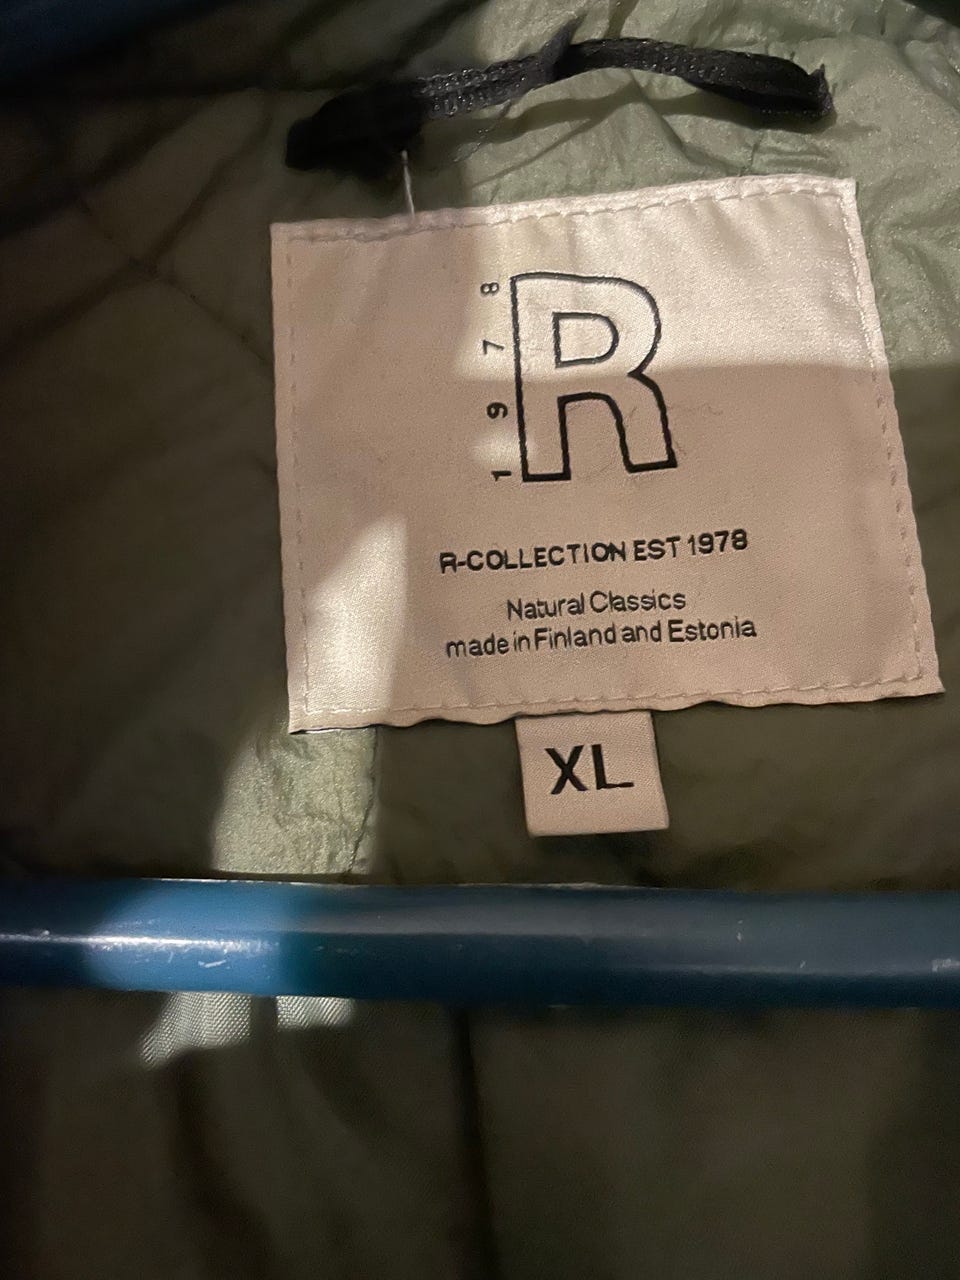 1978
R
R-COLLECTION EST 1978
Natural Classics
made in Finland and Estonia
XL